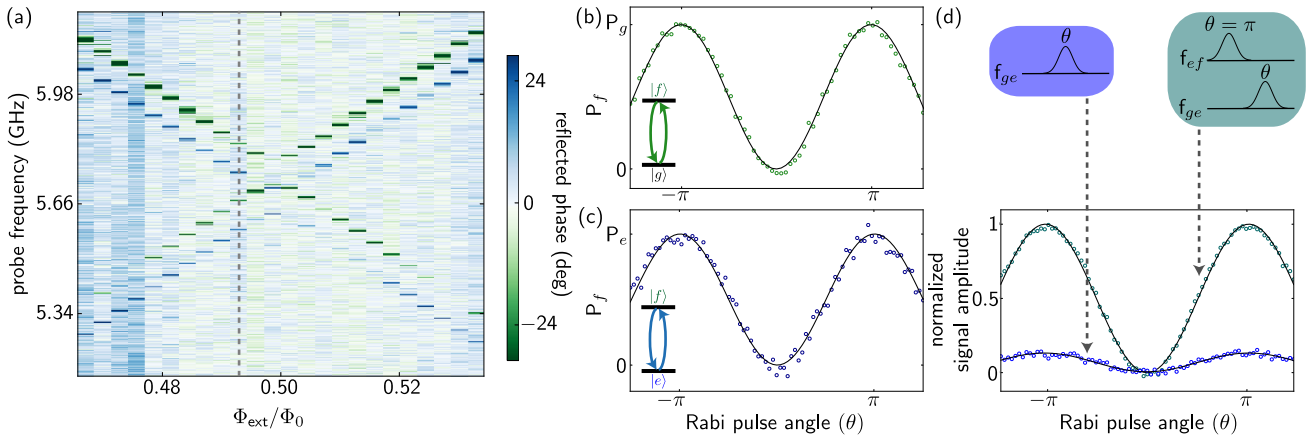 (a)
probe frequency (GHz)
5.98
5.66
5.34
0.48
0.50
0.52
Φext/Φ0
24
0
−24
reflected phase (deg)
(b)
Pg
Pf
0
|f⟩
|g⟩
−π
π
(c)
Pe
Pf
0
|f⟩
|e⟩
−π
π
Rabi pulse angle (θ)
(d)
θ
fge
θ = π
fef
θ
fge
normalized
signal amplitude
1
0.5
0
−π
π
Rabi pulse angle (θ)